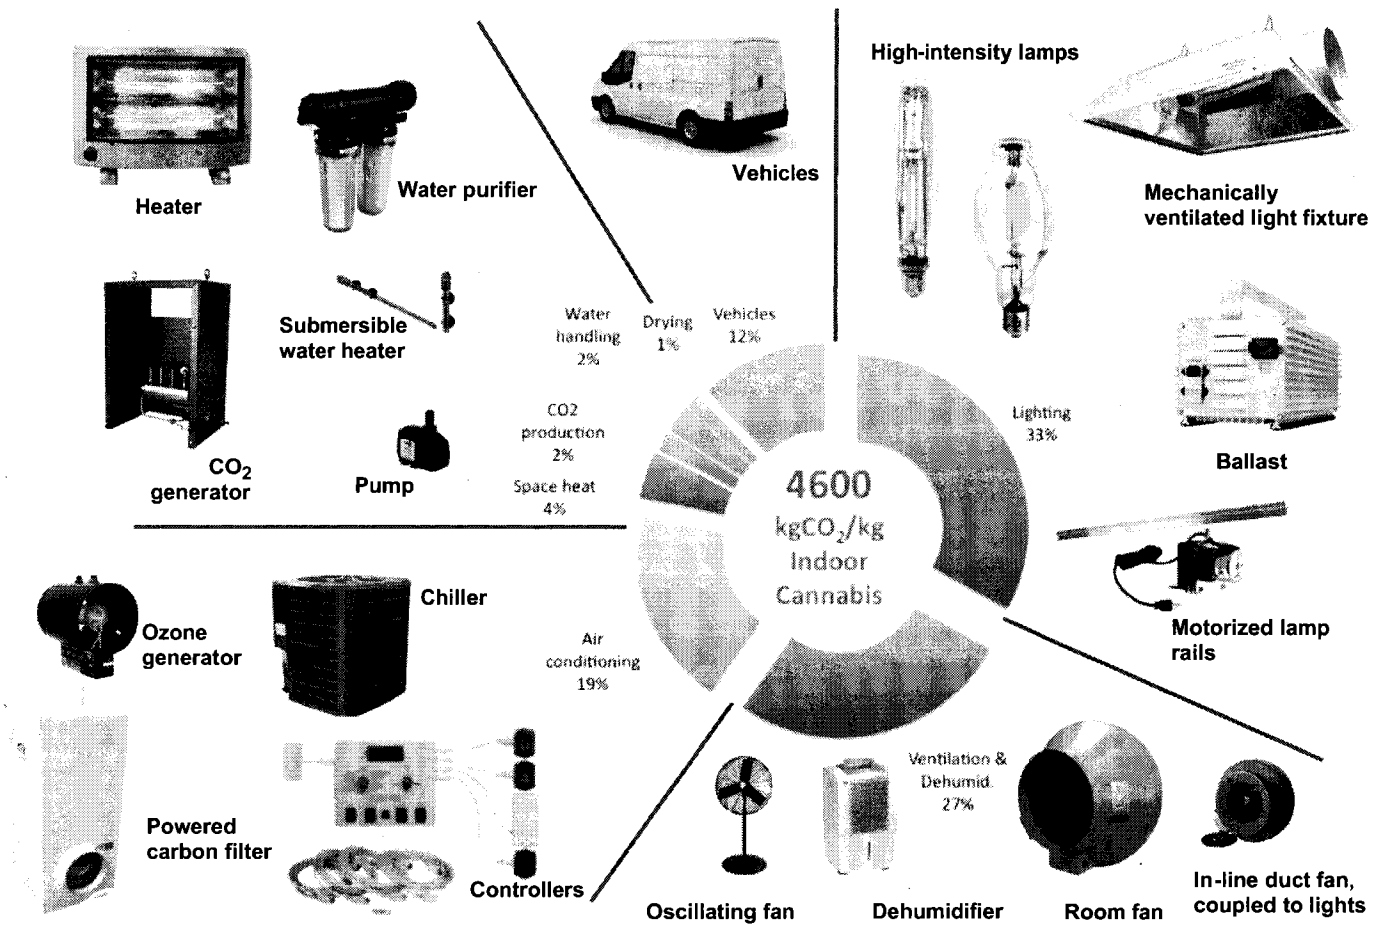 High-intensity lamps
Mechanically
ventilated light fixture
Vehicles
Heater
Water purifier
Submersible
water heater
CO2
generator
Pump
Water
handling
2%
Drying
1%
Vehicles
12%
CO2
production
2%
Space heat
4%
Lighting
33%
Ballast
4600
kgCO2/kg
Indoor
Cannabis
Motorized lamp
rails
Chiller
Ozone
generator
Air
conditioning
19%
Ventilation &
Dehumid.
27%
Powered
carbon filter
Controllers
Oscillating fan
Dehumidifier
Room fan
In-line duct fan,
coupled to lights